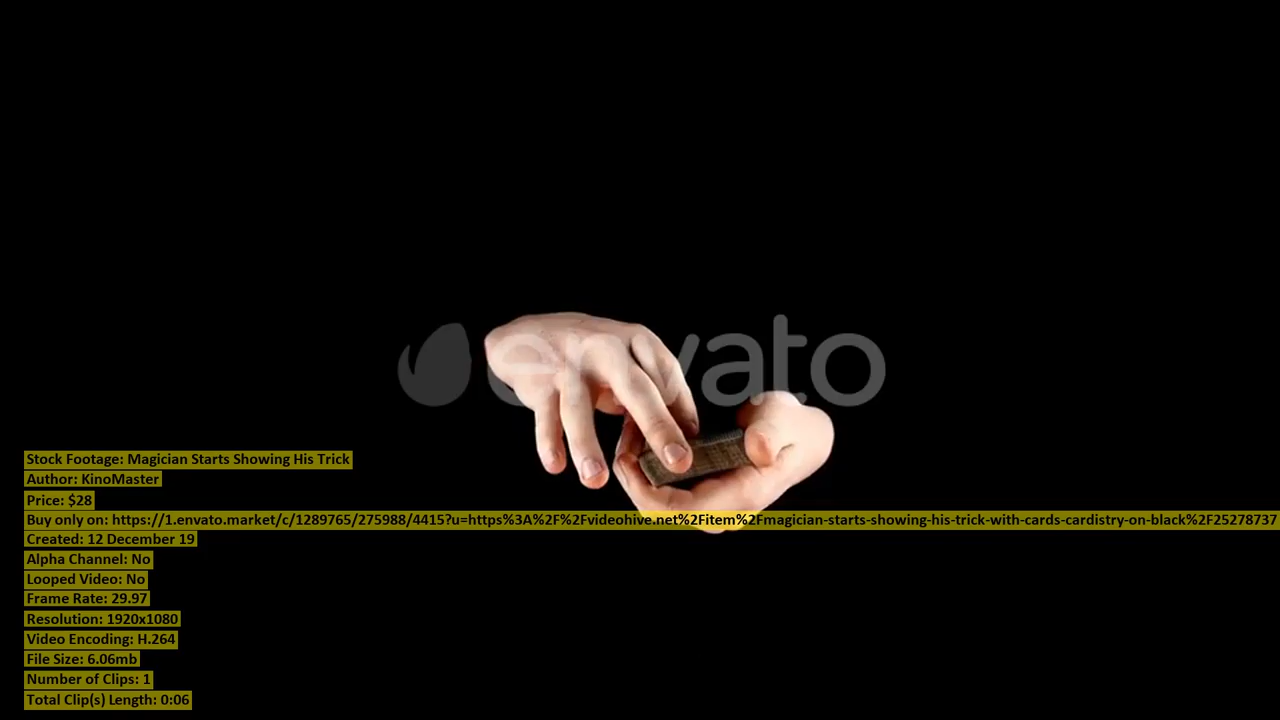 envato
Stock Footage: Magician Starts Showing His Trick
Author: KinoMaster
Price: $28
Buy only on: https://1.envato.market/c/1289765/275988/4415?u=https%3A%2F%2Fvideohive.net%2Fitem%2Fmagician-starts-showing-his-trick-with-cards-cardistry-on-black%2F25278737
Created: 12 December 19
Alpha Channel: No
Looped Video: No
Frame Rate: 29.97
Resolution: 1920x1080
Video Encoding: H.264
File Size: 6.06mb
Number of Clips: 1
Total Clip(s) Length: 0:06